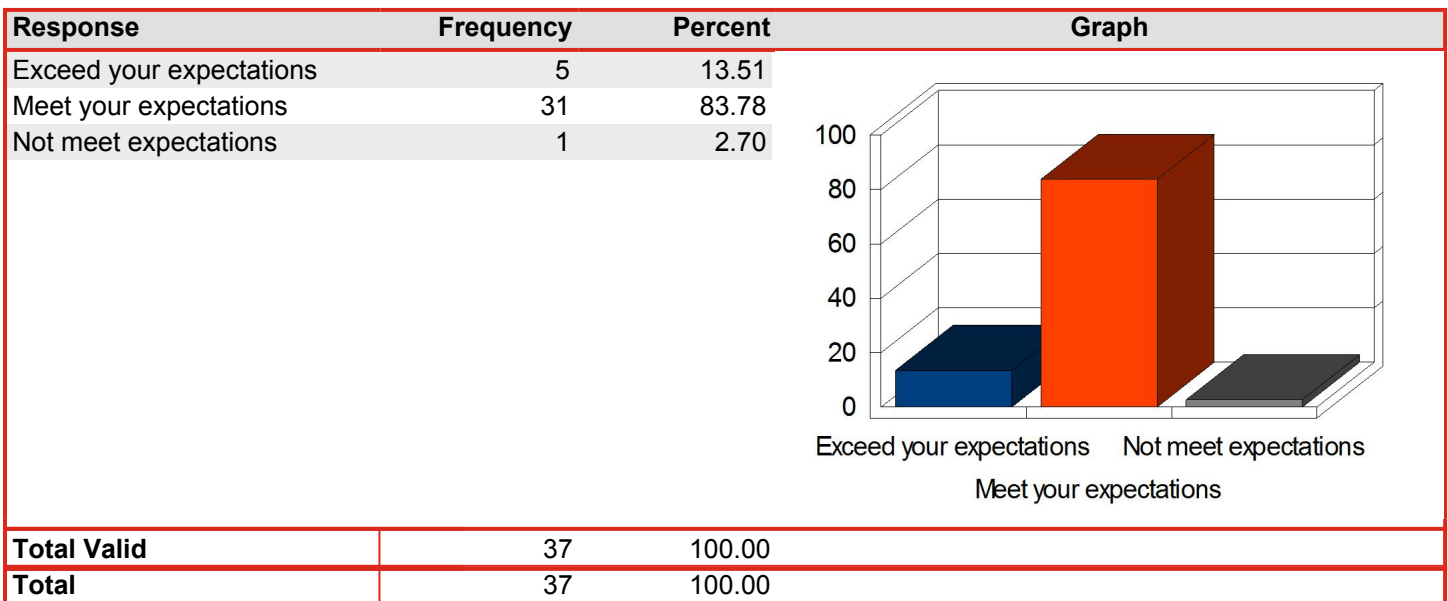 Response Frequency Percent Graph
Exceed your expectations 5 13.51
Meet your expectations 31 83.78
Not meet expectations 1 2.70
100
80
60
40
20
0
Exceed your expectations Not meet expectations
Meet your expectations
Total Valid 37 100.00
Total 37 100.00